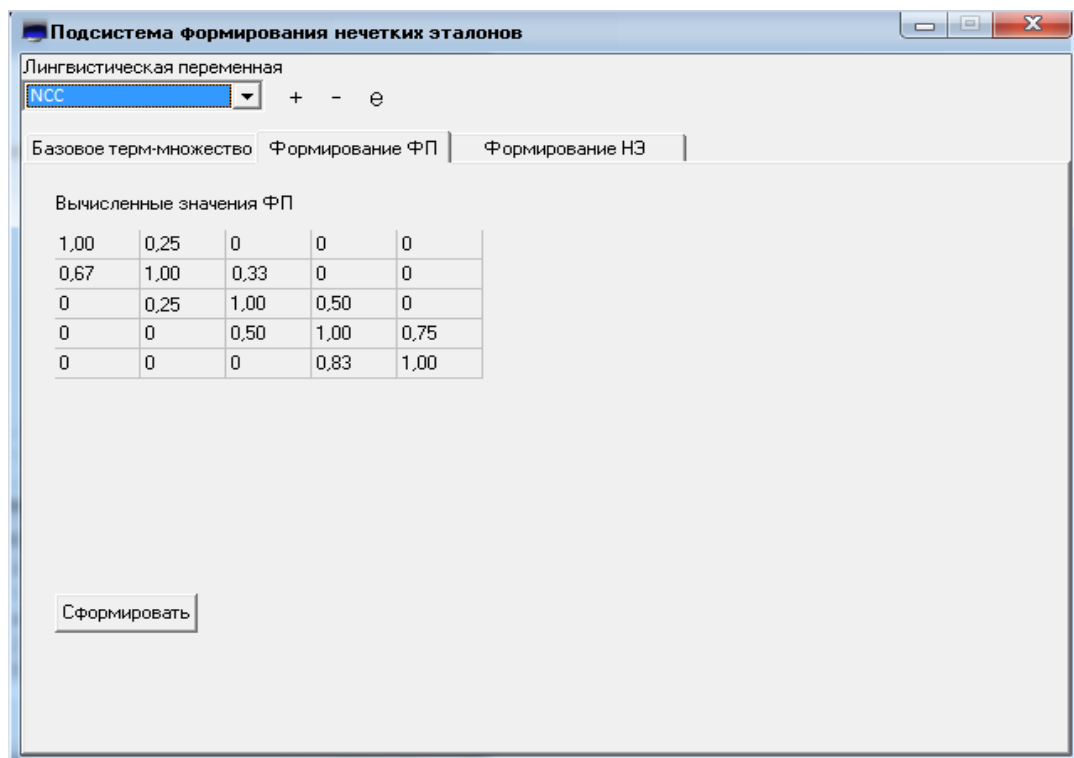 Подсистема формирования нечетких эталонов
Лингвистическая переменная
NCC + - e
Базовое терм-множество Формирование ФП Формирование НЭ
Вычисленные значения ФП
1,00 0,25 0 0 0
0,67 1,00 0,33 0 0
0 0,25 1,00 0,50 0
0 0 0,50 1,00 0,75
0 0 0 0,83 1,00
Сформировать